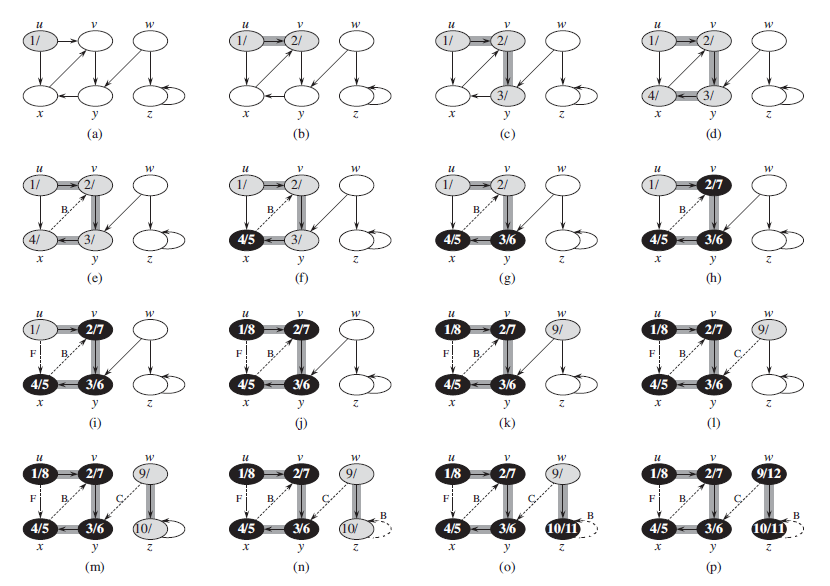 u v w u v w u v w u v w
1/ 1/ 2/ 1/ 2/ 1/ 2/
3/ 4/ 3/
x y z x y z x y z x y z
(a) (b) (c) (d)
u v w u v w u v w u v w
1/ 2/ 1/ 2/ 1/ 2/ 1/ 2/7
B B B B
4/ 3/ 4/5 3/ 4/5 3/6 4/5 3/6
x y z x y z x y z x y z
(e) (f) (g) (h)
u v w u v w u v w u v w
1/ 2/7 1/8 2/7 1/8 2/7 9/ 1/8 2/7 9/
F B F B F B F B C
4/5 3/6 4/5 3/6 4/5 3/6 4/5 3/6
x y z x y z x y z x y z
(i) (j) (k) (l)
u v w u v w u v w u v w
1/8 2/7 9/ 1/8 2/7 9/ 1/8 2/7 9/ 1/8 2/7 9/12
F B C F B C F B C F B C
B B B
4/5 3/6 10/ 4/5 3/6 10/ 4/5 3/6 10/11 4/5 3/6 10/11
x y z x y z x y z x y z
(m) (n) (o) (p)